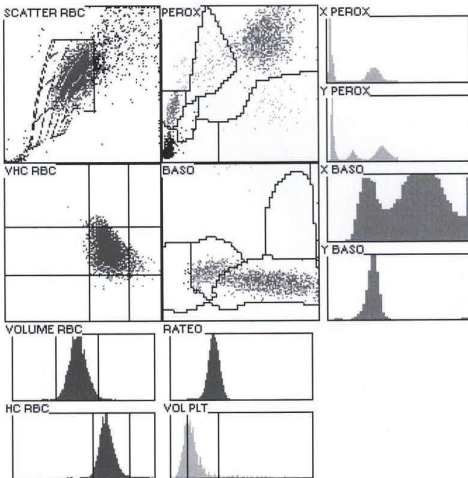 SCATTER RBC
PEROX
X PEROX
Y PEROX
VHC RBC
BASO
X BASO
Y BASO
VOLUME RBC
RATEO
HC RBC
VOL PLT